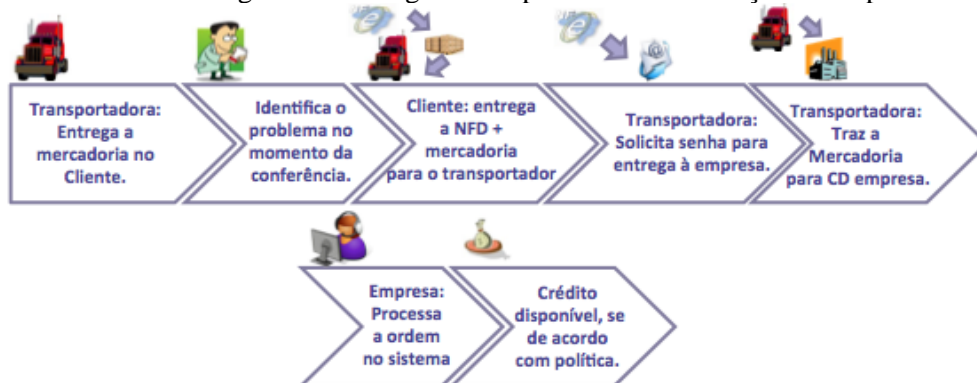 Transportadora:
Entrega a
mercadoria no
Cliente.
Identifica o
problema no
momento da
conferência.
Cliente: entrega
a NFD +
mercadoria
para o transportador
Transportadora:
Solicita senha para
entrega à empresa.
Transportadora:
Traz a
Mercadoria
para CD empresa.
Empresa:
Processa
a ordem
no sistema
Crédito
disponível, se
de acordo
com política.